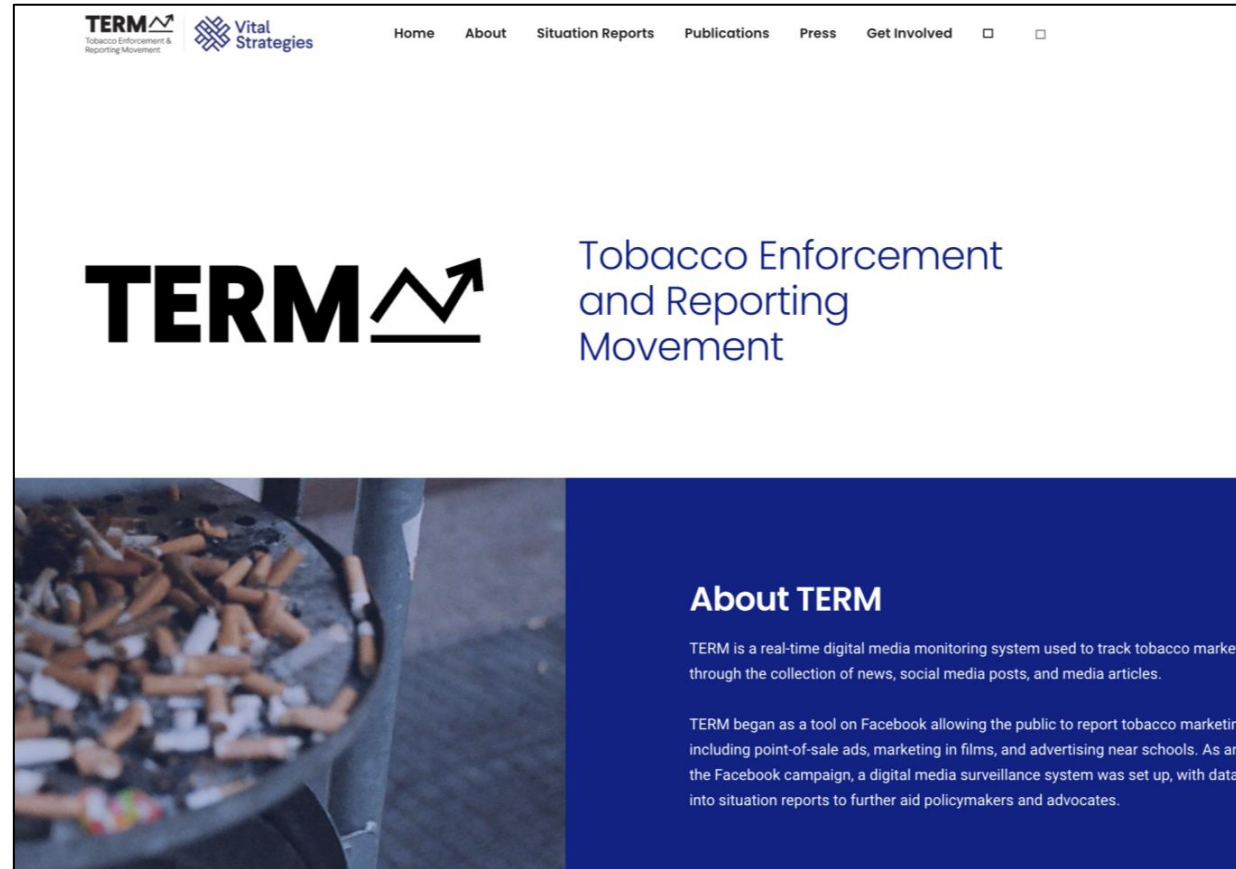 TERM
Tobacco Enforcement &
Reporting Movement
Vital
Strategies
Home About Situation Reports Publications Press Get Involved
TERM
Tobacco Enforcement
and Reporting
Movement
About TERM
TERM is a real-time digital media monitoring system used to track tobacco marke
through the collection of news, social media posts, and media articles.
TERM began as a tool on Facebook allowing the public to report tobacco marketin
including point-of-sale ads, marketing in films, and advertising near schools. As an
the Facebook campaign, a digital media surveillance system was set up, with data
into situation reports to further aid policymakers and advocates.